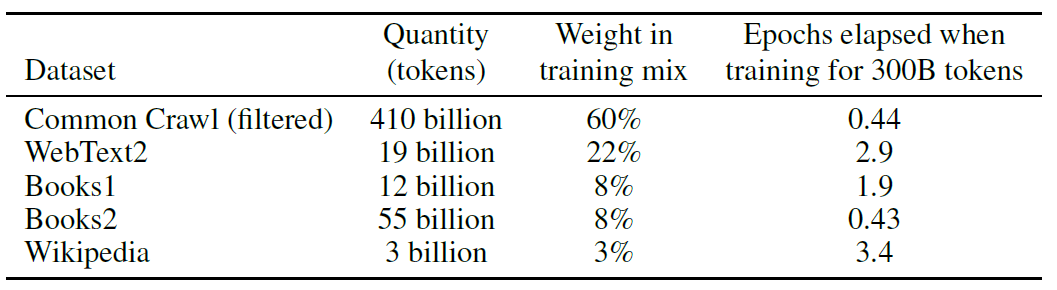 Quantity Weight in Epochs elapsed when
Dataset (tokens) training mix training for 300B tokens
Common Crawl (filtered) 410 billion 60% 0.44
WebText2 19 billion 22% 2.9
Books1 12 billion 8% 1.9
Books2 55 billion 8% 0.43
Wikipedia 3 billion 3% 3.4